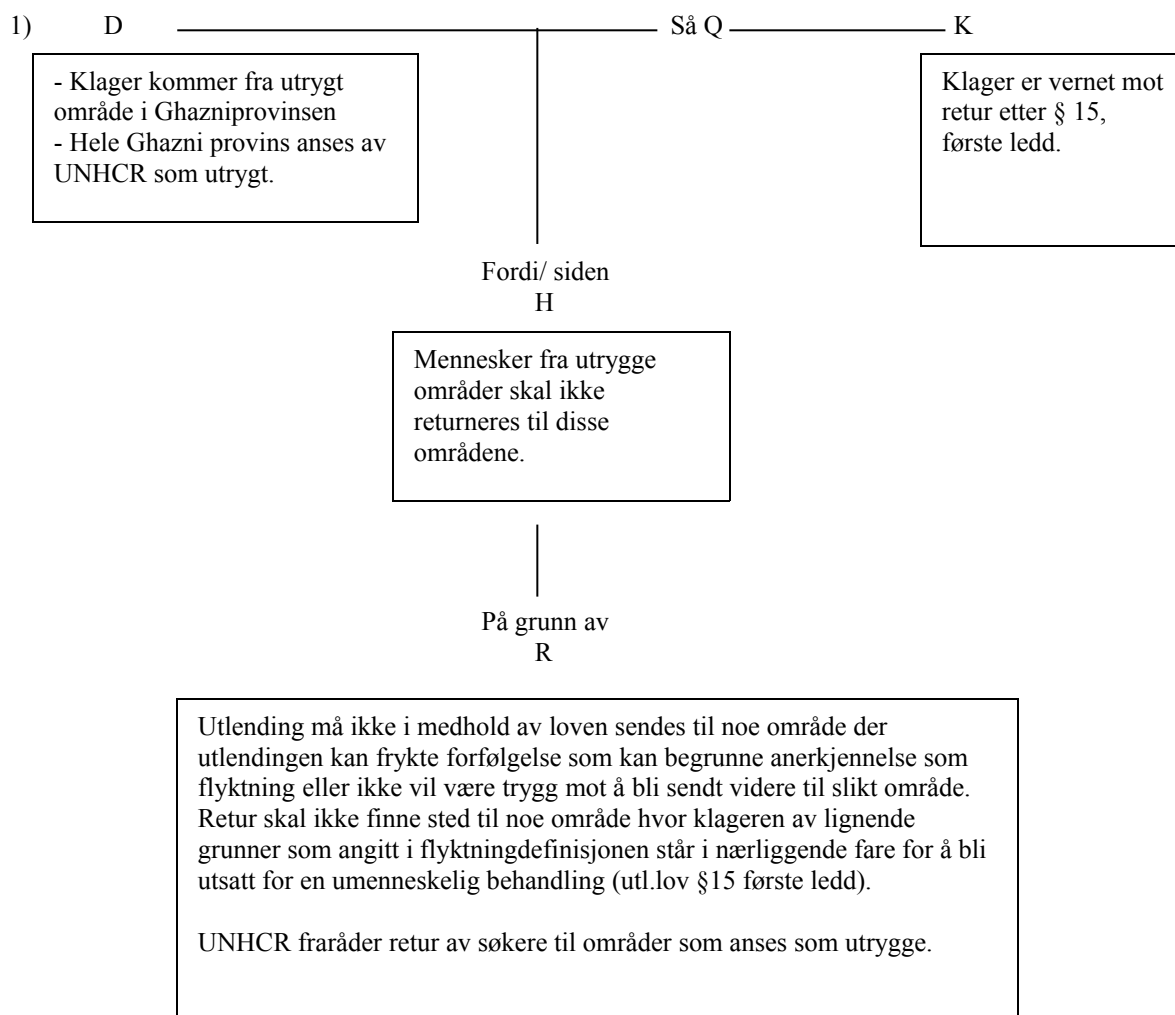 1) D Så Q K
- Klager kommer fra utrygt
område i Ghazniprovinsen
- Hele Ghazni provins anses av
UNHCR som utrygt.
Klager er vernet mot
retur etter § 15,
første ledd.
Fordi/ siden
H
Mennesker fra utrygge
områder skal ikke
returneres til disse
områdene.
På grunn av
R
Utlending må ikke i medhold av loven sendes til noe område der
utlendingen kan frykte forfølgelse som kan begrunne anerkjennelse som
flyktning eller ikke vil være trygg mot å bli sendt videre til slikt område.
Retur skal ikke finne sted til noe område hvor klageren av lignende
grunner som angitt i flyktningdefinisjonen står i nærliggende fare for å bli
utsatt for en umenneskelig behandling (utl.lov §15 første ledd).
UNHCR fraråder retur av søkere til områder som anses som utrygge.